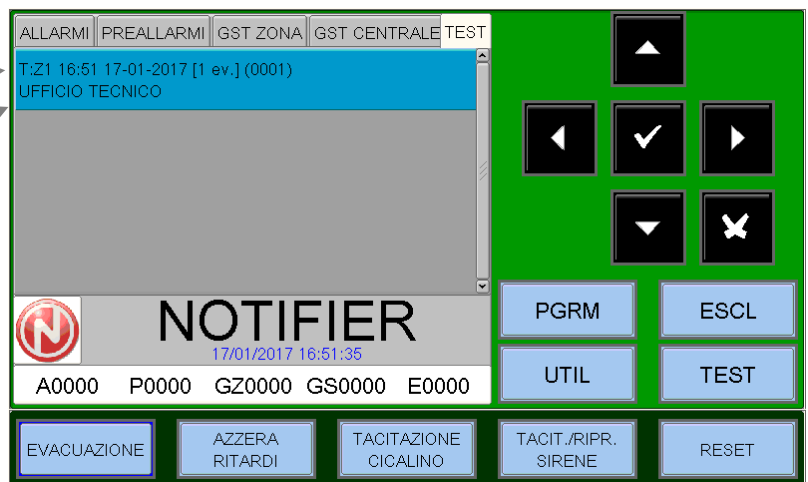 ALLARMI PREALLARMI GST ZONA GST CENTRALE TEST
T:Z1 16:51 17-01-2017 [1 ev.] (0001)
UFFICIO TECNICO
N NOTIFIER
17/01/2017 16:51:35
A0000 P0000 GZ0000 GS0000 E0000
PGRM ESCL
UTIL TEST
EVACUAZIONE
AZZERA
RITARDI
TACITAZIONE
CICALINO
TACIT./RIPR.
SIRENE
RESET